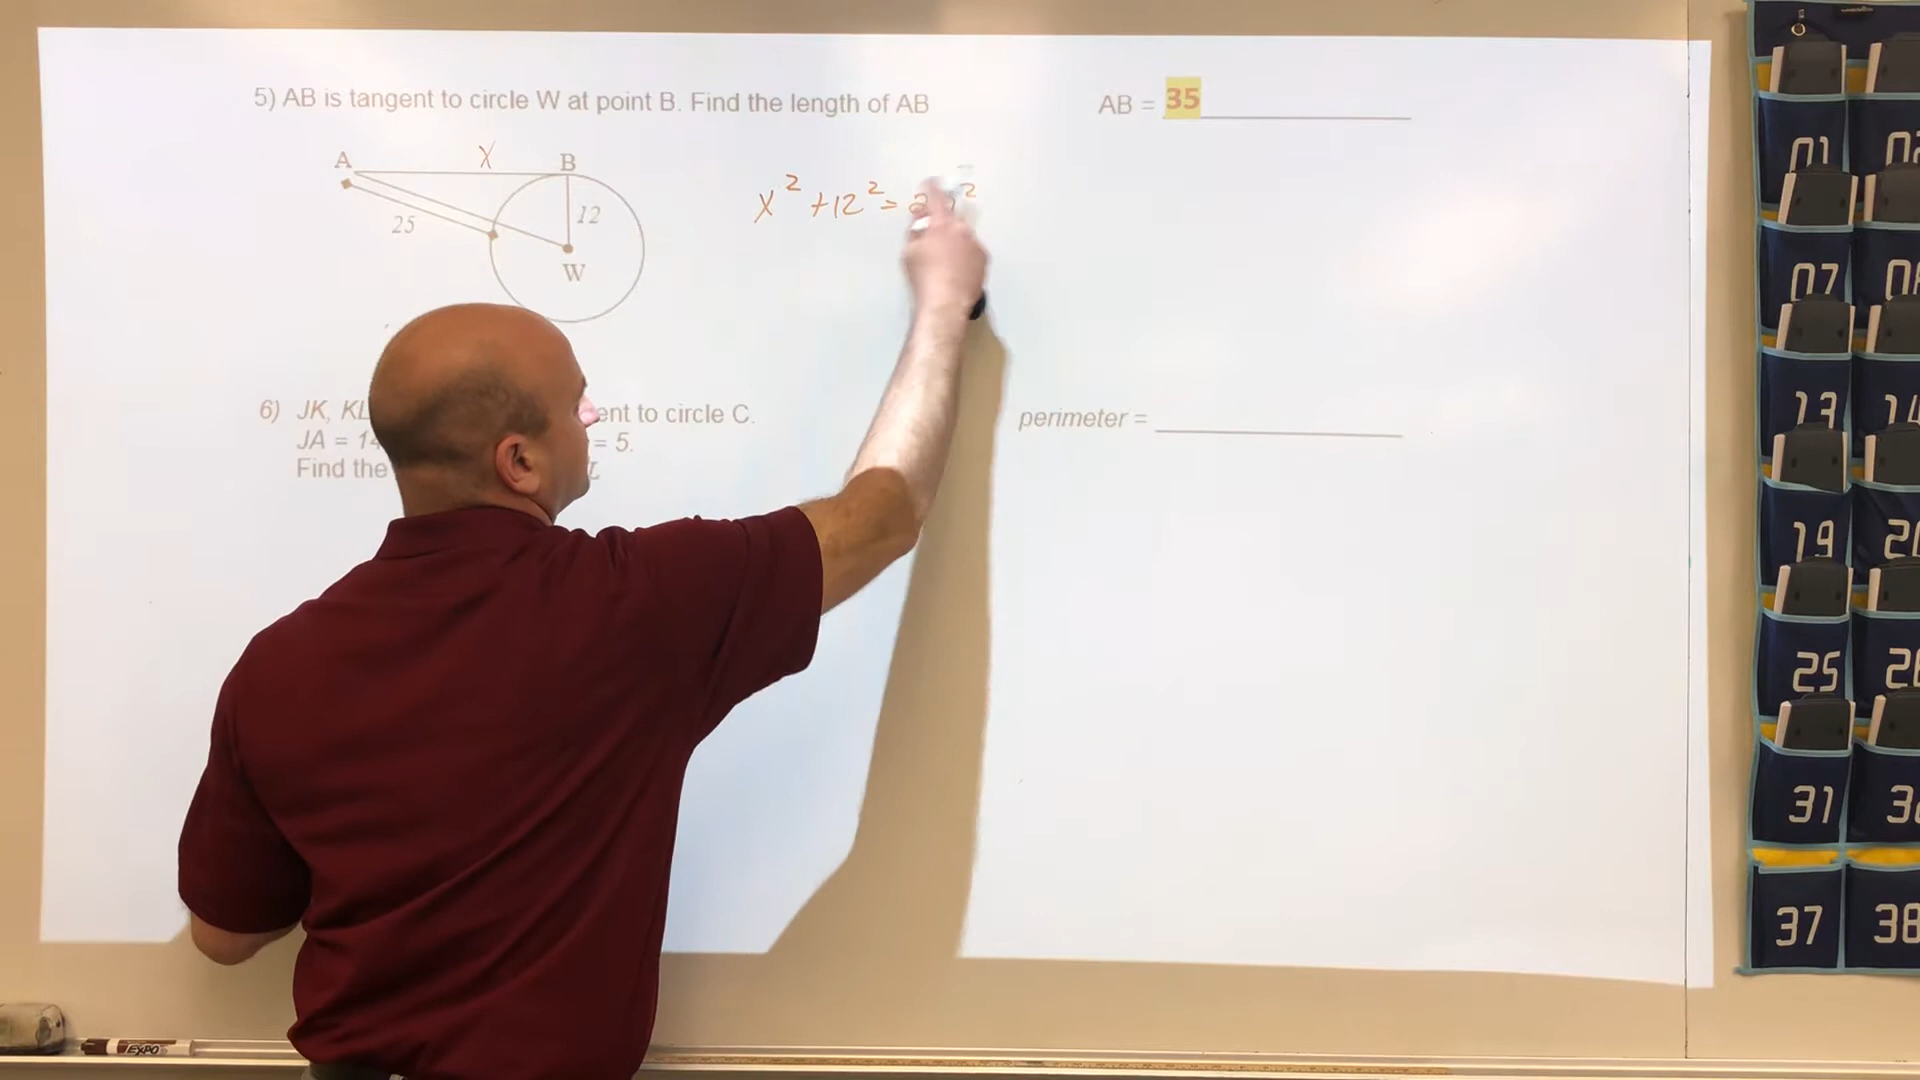 5) AB is tangent to circle W at point B. Find the length of AB
AB = 35
A
x
B
25
12
W
x² + 12² =
6) JK, KL
ent to circle C.
JA = 14
= 5.
Find the
perimeter =
01
07
13
14
19
25
31
37
38
EXPO